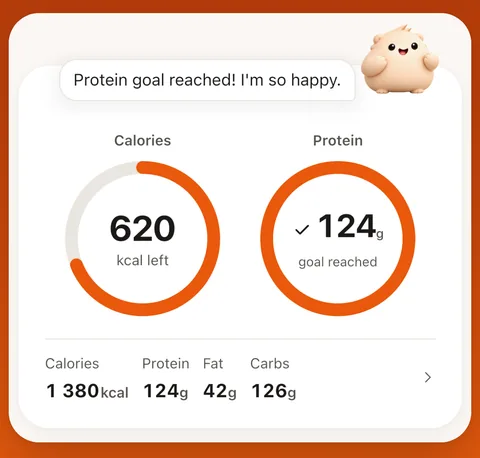 Protein goal reached! I'm so happy.
Calories Protein
620 ✓ 124g
kcal left goal reached
Calories Protein Fat Carbs
1 380kcal 124g 42g 126g